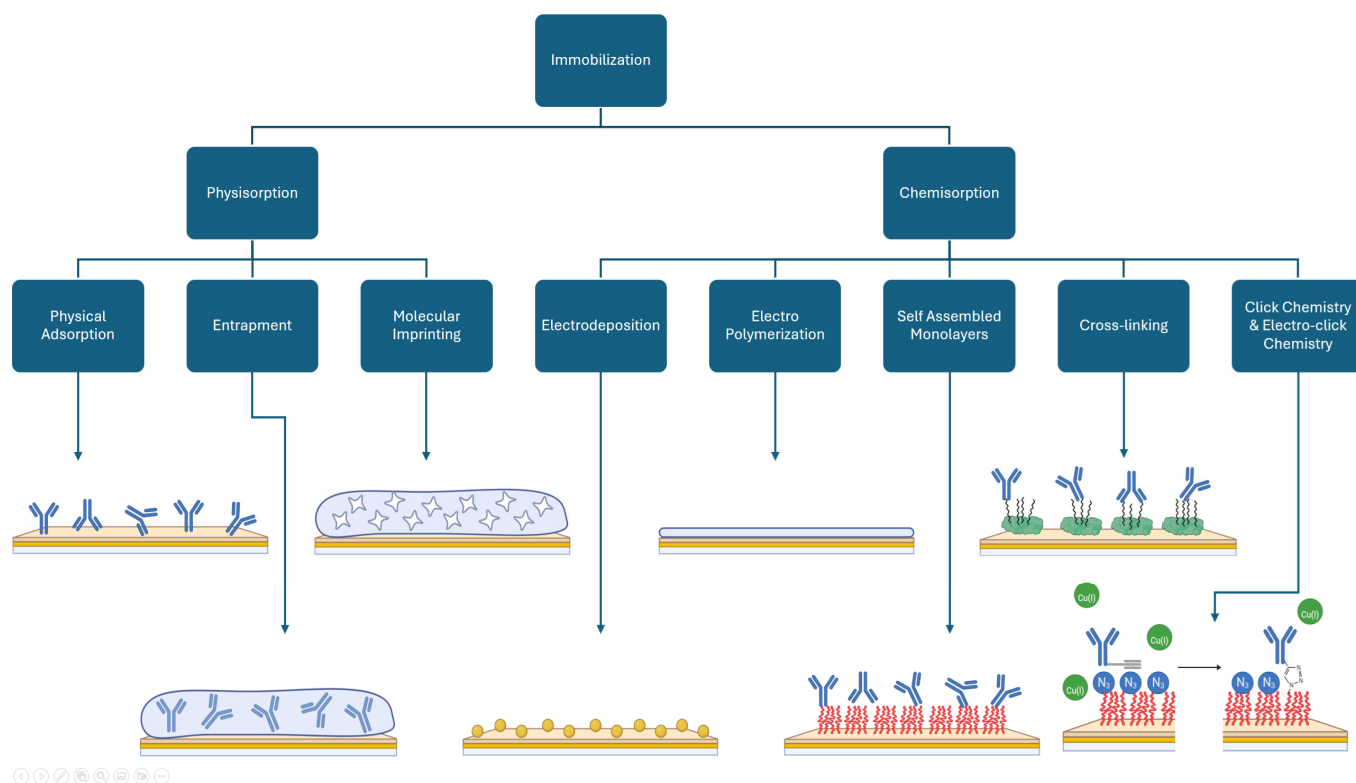 Immobilization
Physisorption
Chemisorption
Physical
Adsorption
Entrapment
Molecular
Imprinting
Electrodeposition
Electro
Polymerization
Self Assembled
Monolayers
Cross-linking
Click Chemistry
& Electro-click
Chemistry
Cu(I)
Cu(I)
Cu(I)
Cu(I)
N3
N3
N3
N3
N3
N
N
N